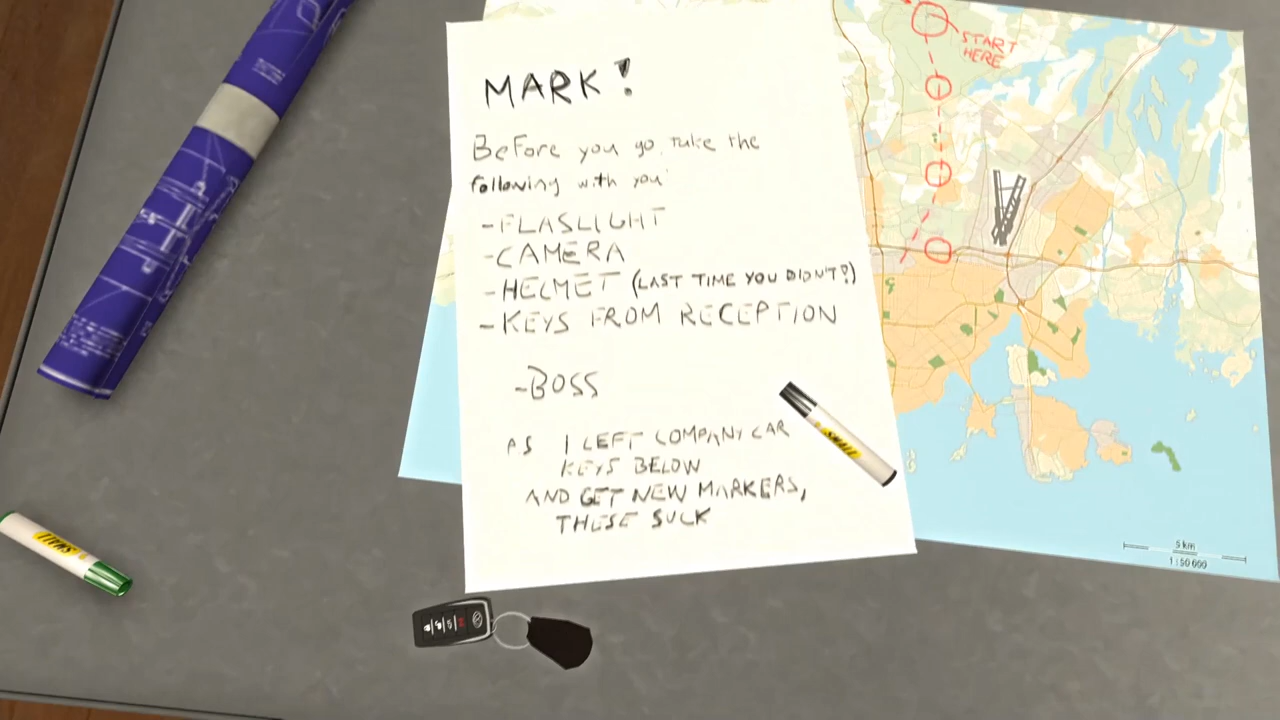 MARK!
Before you go, take the
following with you
-FLASLIGHT
-CAMERA
-HELMET (LAST TIME YOU DIDN'T!)
-KEYS FROM RECEPTION
-BOSS
PS I LEFT COMPANY CAR
KEYS BELOW
AND GET NEW MARKERS,
THESE SUCK
START
HERE
SMALL
SMALL
5 km
1:50 000